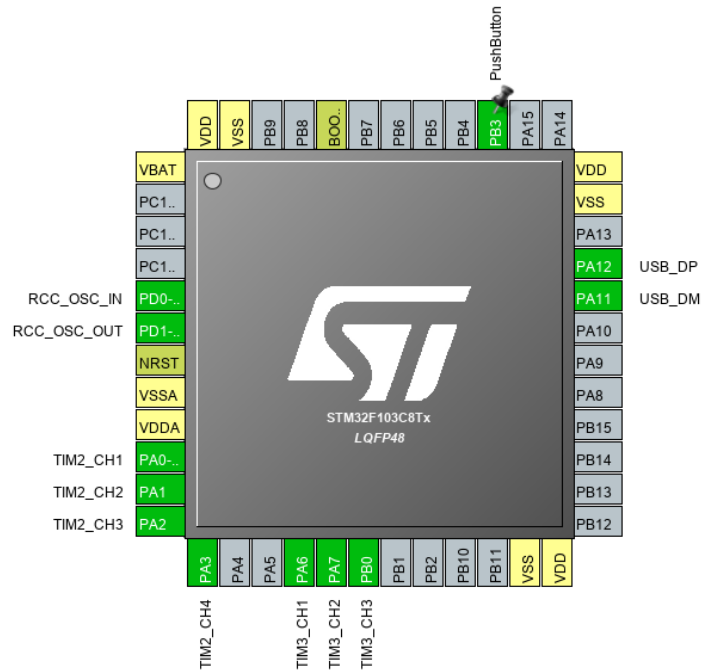 PushButton
VDD
VSS
PB9
PB8
BOO..
PB7
PB6
PB5
PB4
PB3
PA15
PA14
VBAT
PC1..
PC1..
PC1..
RCC_OSC_IN PD0-..
RCC_OSC_OUT PD1-..
NRST
VSSA
VDDA
TIM2_CH1 PA0-..
TIM2_CH2 PA1
TIM2_CH3 PA2
VDD
VSS
PA13
PA12 USB_DP
PA11 USB_DM
PA10
PA9
PA8
PB15
PB14
PB13
PB12
ST
STM32F103C8Tx
LQFP48
PA3
PA4
PA5
PA6
PA7
PB0
PB1
PB2
PB10
PB11
VSS
VDD
TIM2_CH4
TIM3_CH1
TIM3_CH2
TIM3_CH3